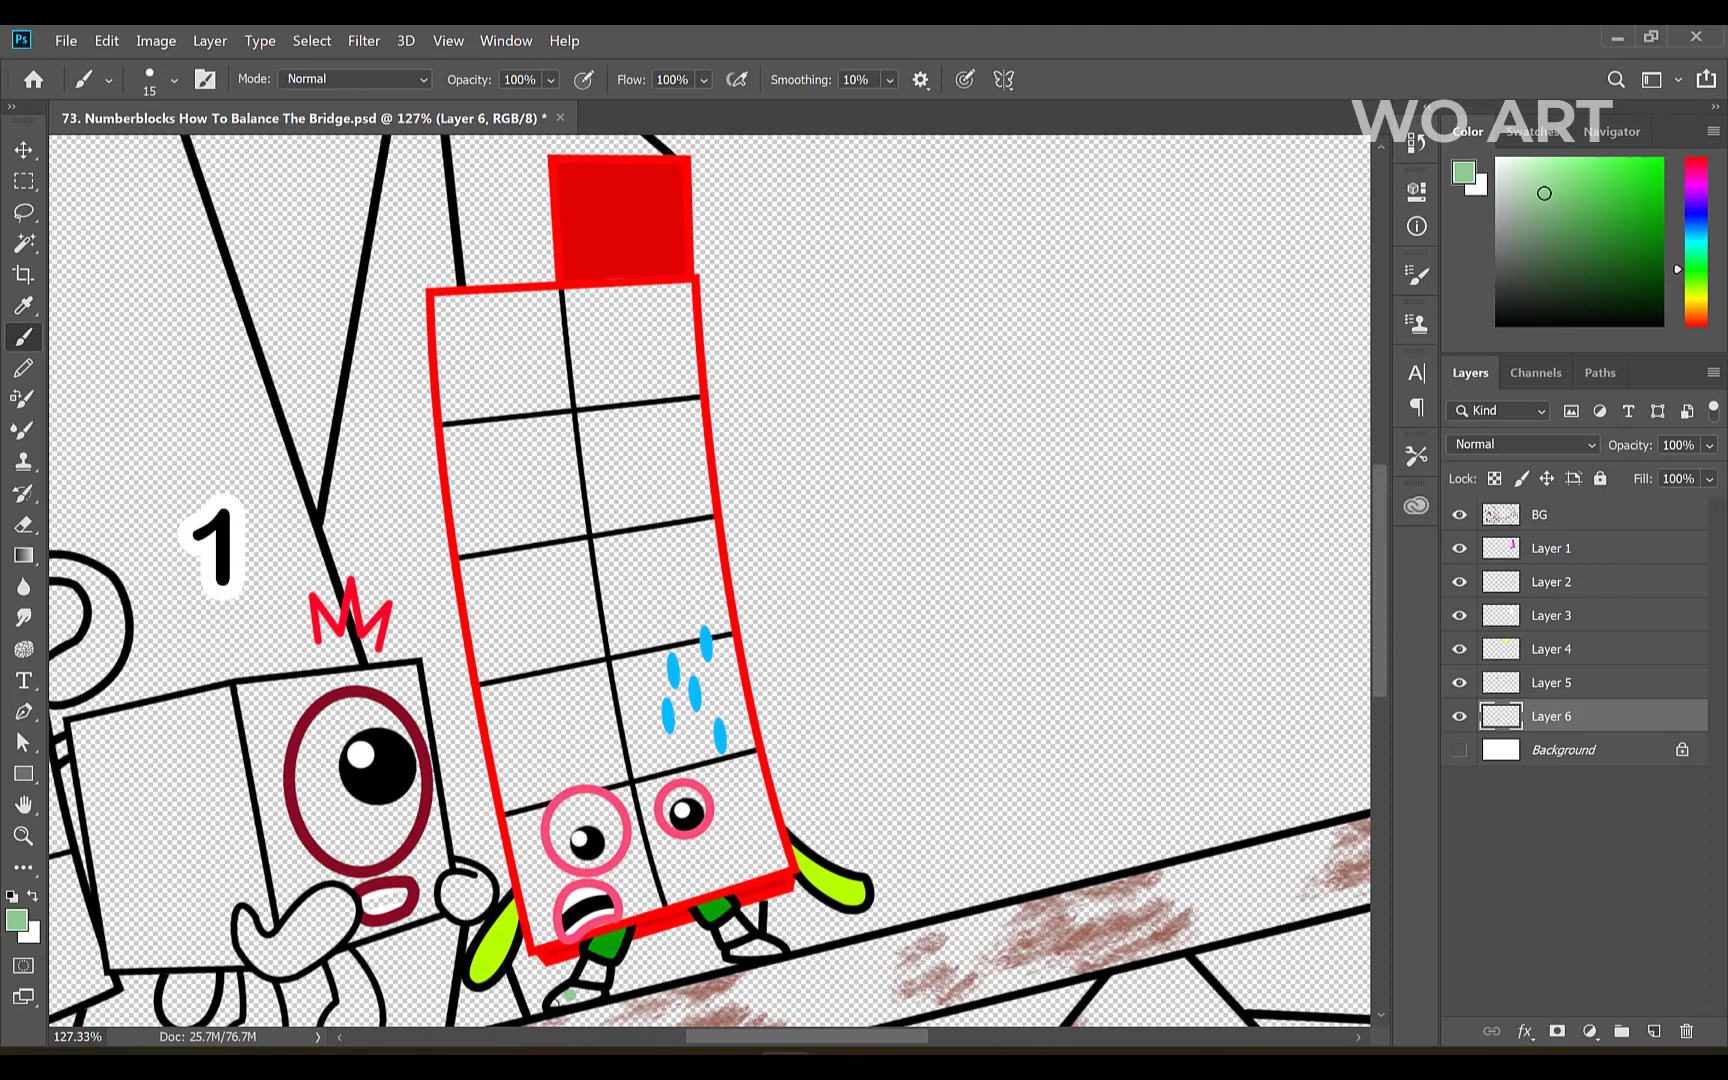 Ps File Edit Image Layer Type Select Filter 3D View Window Help
15 Mode: Normal Opacity: 100% Flow: 100% Smoothing: 10%
73. Numberblocks How To Balance The Bridge.psd @ 127% (Layer 6, RGB/8) *
WO ART
Color Swatches Navigator
1
Layers Channels Paths
Kind
Normal Opacity: 100%
Lock: Fill: 100%
BG
Layer 1
Layer 2
Layer 3
Layer 4
Layer 5
Layer 6
Background
127.33% Doc: 25.7M/76.7M